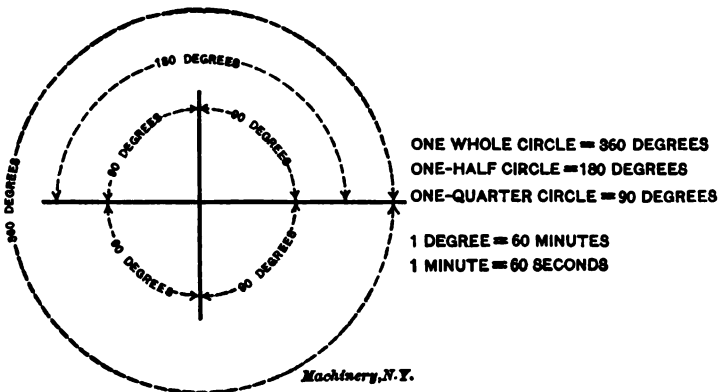 180 DEGREES
90 DEGREES
90 DEGREES
360 DEGREES
90 DEGREES
90 DEGREES
ONE WHOLE CIRCLE = 360 DEGREES
ONE-HALF CIRCLE = 180 DEGREES
ONE-QUARTER CIRCLE = 90 DEGREES
1 DEGREE = 60 MINUTES
1 MINUTE = 60 SECONDS
Machinery, N.Y.